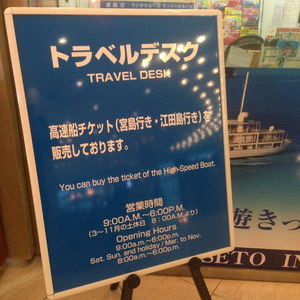 トラベルデスク
TRAVEL DESK
高速船チケット(宮島行き・江田島行き)を
販売しております。
You can buy the ticket of the High-Speed Boat.
営業時間
9:00A.M.~6:00P.M.
(3~11月の土休日 8:00A.M.より)
Opening Hours
9:00a.m.~6:00p.m.
Sat. Sun. and holiday / Mar. to Nov.
8:00a.m.~6:00p.m.
遊きっ
SETO IN